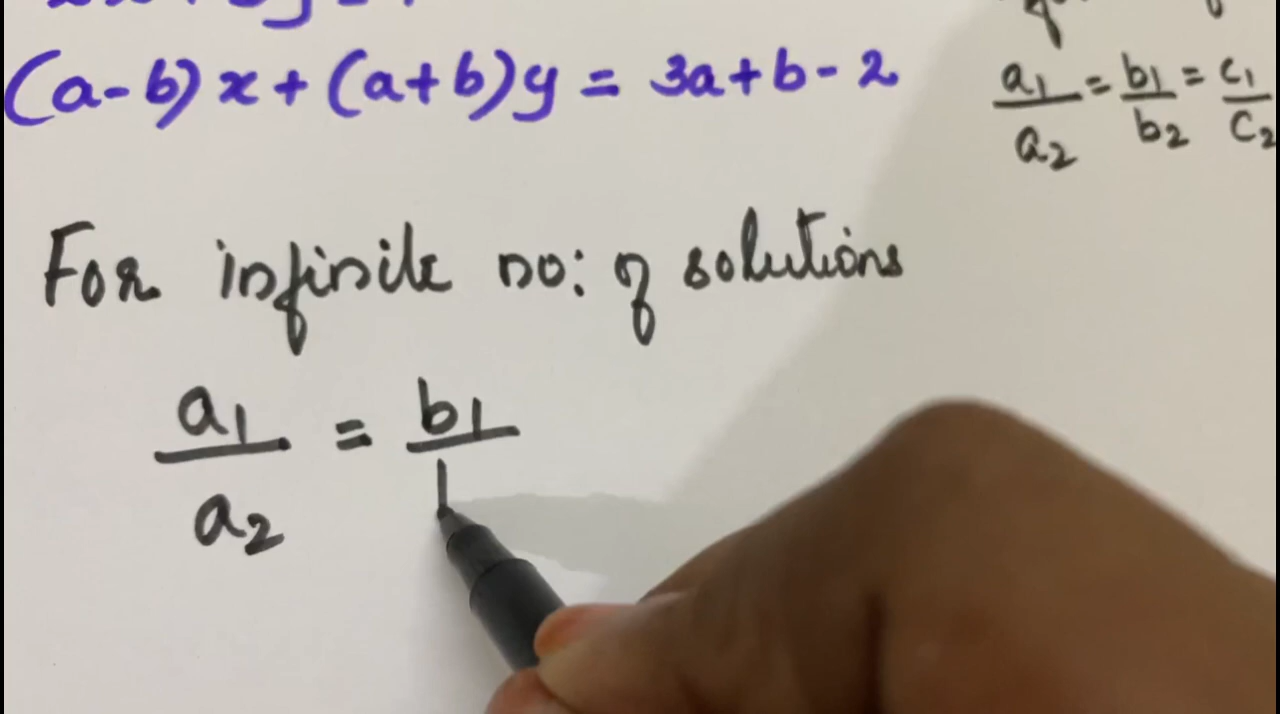 (a-b)x+(a+b)y = 3a+b-2
a1/a2 = b1/b2 = c1/c2
For infinite no: of solutions
a1/a2 = b1/